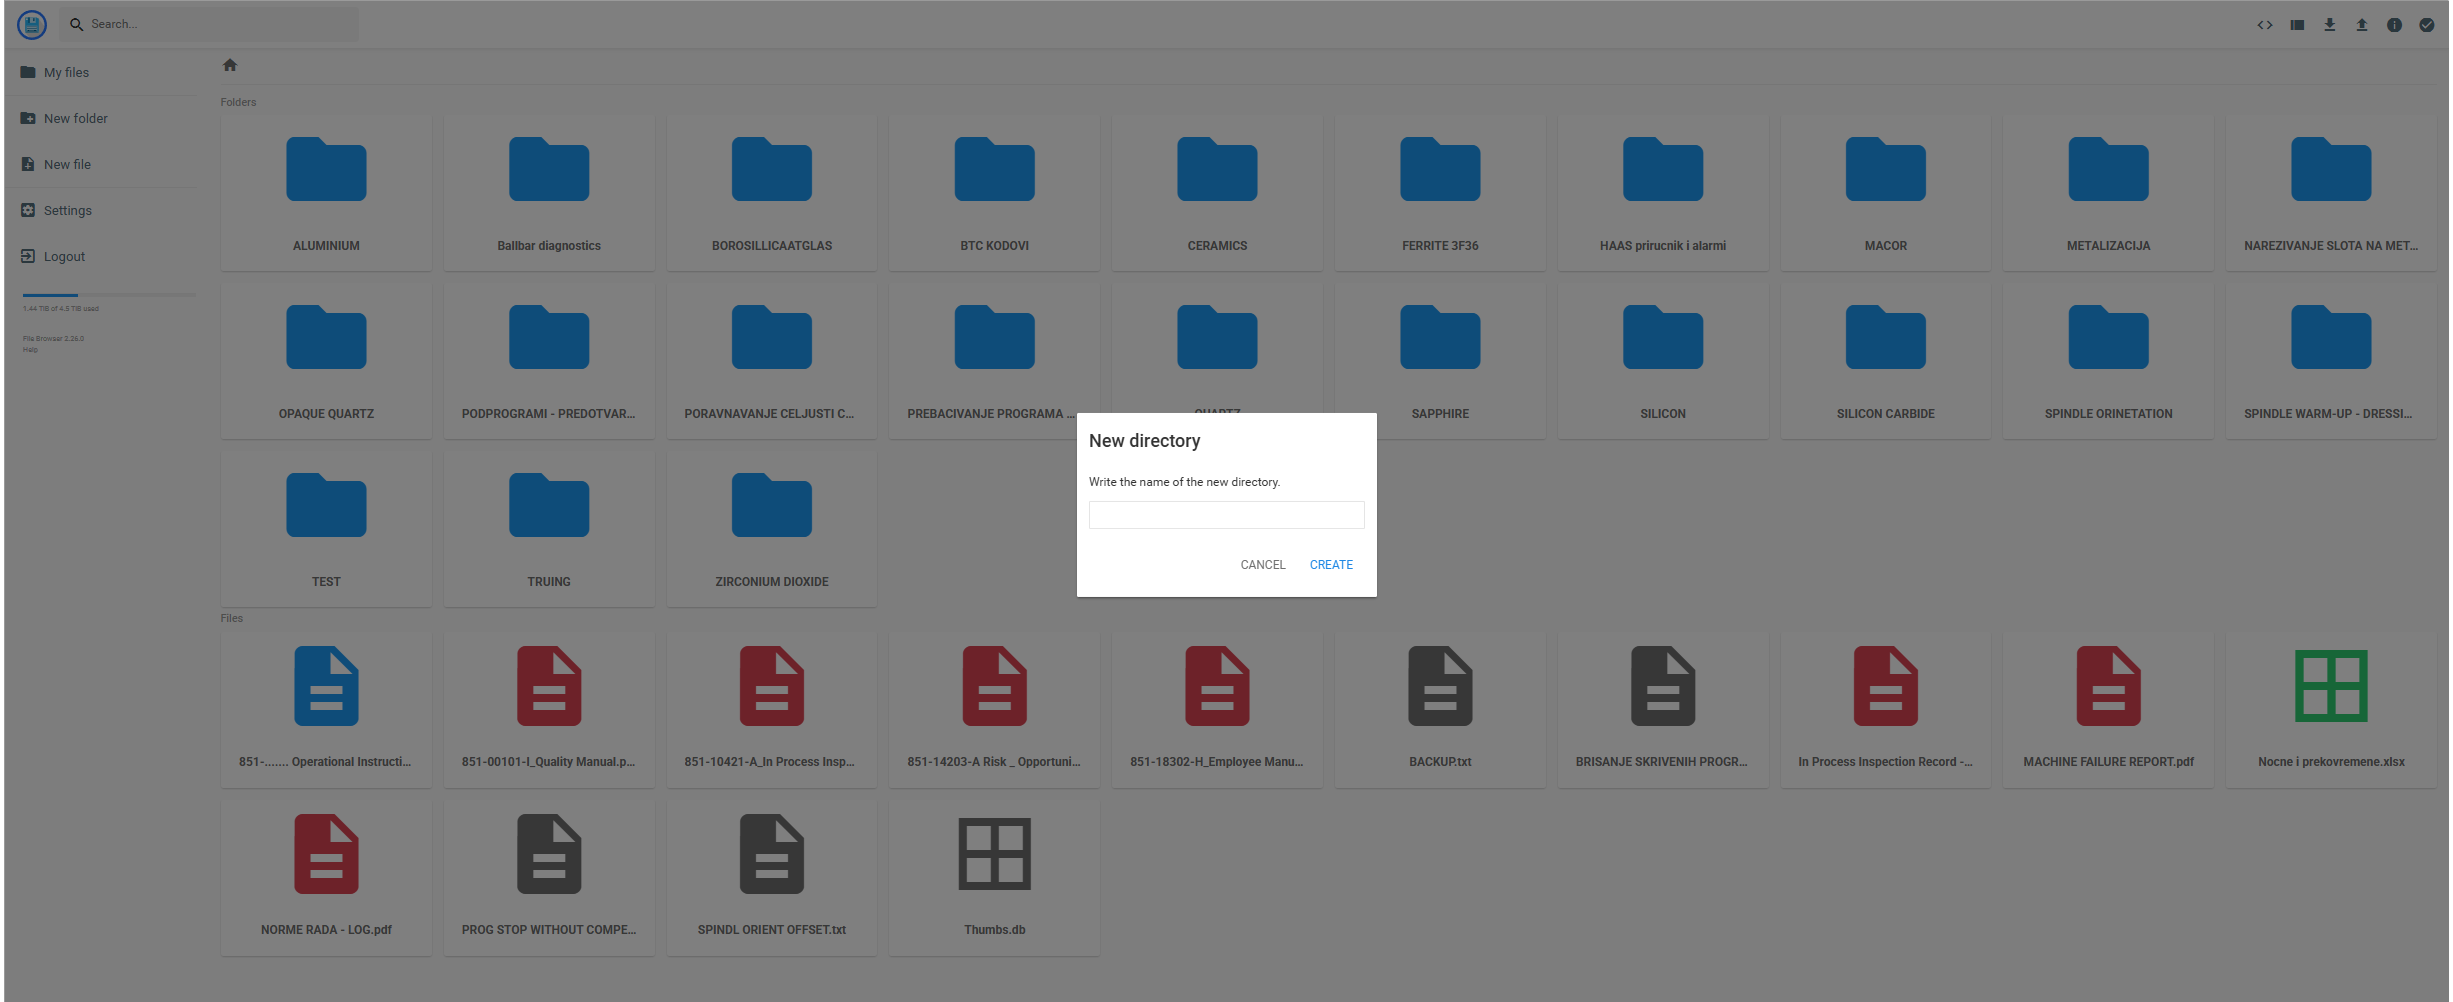 Search...
My files
New folder
New file
Settings
Logout
1.44 TiB of 4.5 TiB used
File Browser 2.26.0
Help
Folders
ALUMINIUM
Ballbar diagnostics
BOROSILLICAATGLAS
BTC KODOVI
CERAMICS
FERRITE 3F36
HAAS prirucnik i alarmi
MACOR
METALIZACIJA
NAREZIVANJE SLOTA NA MET...
OPAQUE QUARTZ
PODPROGRAMI - PREDOTVAR...
PORAVNAVANJE CELJUSTI C...
PREBACIVANJE PROGRAMA ...
QUARTZ
SAPPHIRE
SILICON
SILICON CARBIDE
SPINDLE ORINETATION
SPINDLE WARM-UP - DRESSI...
TEST
TRUING
ZIRCONIUM DIOXIDE
New directory
Write the name of the new directory.
CANCEL
CREATE
Files
851-....... Operational Instructi...
851-00101-I_Quality Manual.p...
851-10421-A_In Process Insp...
851-14203-A Risk _ Opportuni...
851-18302-H_Employee Manu...
BACKUP.txt
BRISANJE SKRIVENIH PROGR...
In Process Inspection Record -...
MACHINE FAILURE REPORT.pdf
Nocne i prekovremene.xlsx
NORME RADA - LOG.pdf
PROG STOP WITHOUT COMPE...
SPINDL ORIENT OFFSET.txt
Thumbs.db